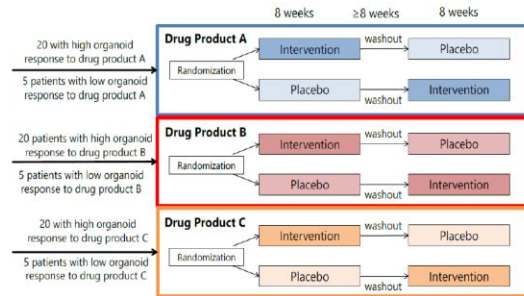 8 weeks ≥8 weeks 8 weeks
20 with high organoid
response to drug product A
5 patients with low organoid
response to drug product A
Drug Product A
Randomization
Intervention washout Placebo
Placebo washout Intervention
20 patients with high organoid
response to drug product B
5 patients with low organoid
response to drug product B
Drug Product B
Randomization
Intervention washout Placebo
Placebo washout Intervention
20 with high organoid
response to drug product C
5 patients with low organoid
response to drug product C
Drug Product C
Randomization
Intervention washout Placebo
Placebo washout Intervention